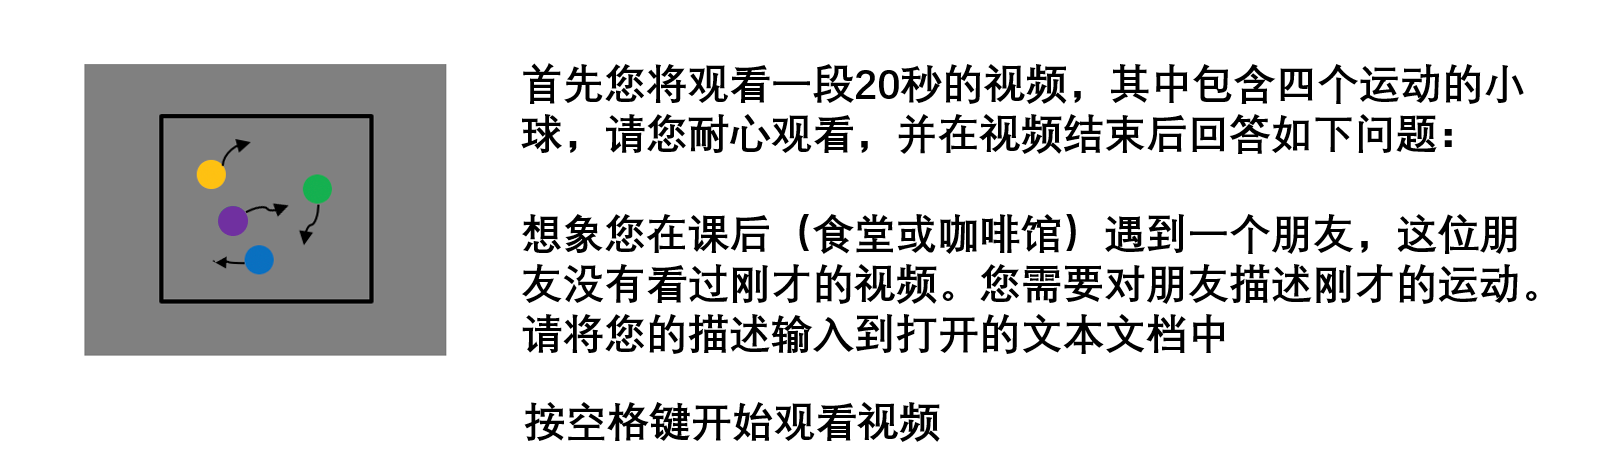 首先您将观看一段20秒的视频，其中包含四个运动的小
球，请您耐心观看，并在视频结束后回答如下问题：
想象您在课后（食堂或咖啡馆）遇到一个朋友，这位朋
友没有看过刚才的视频。您需要对朋友描述刚才的运动。
请将您的描述输入到打开的文本文档中
按空格键开始观看视频